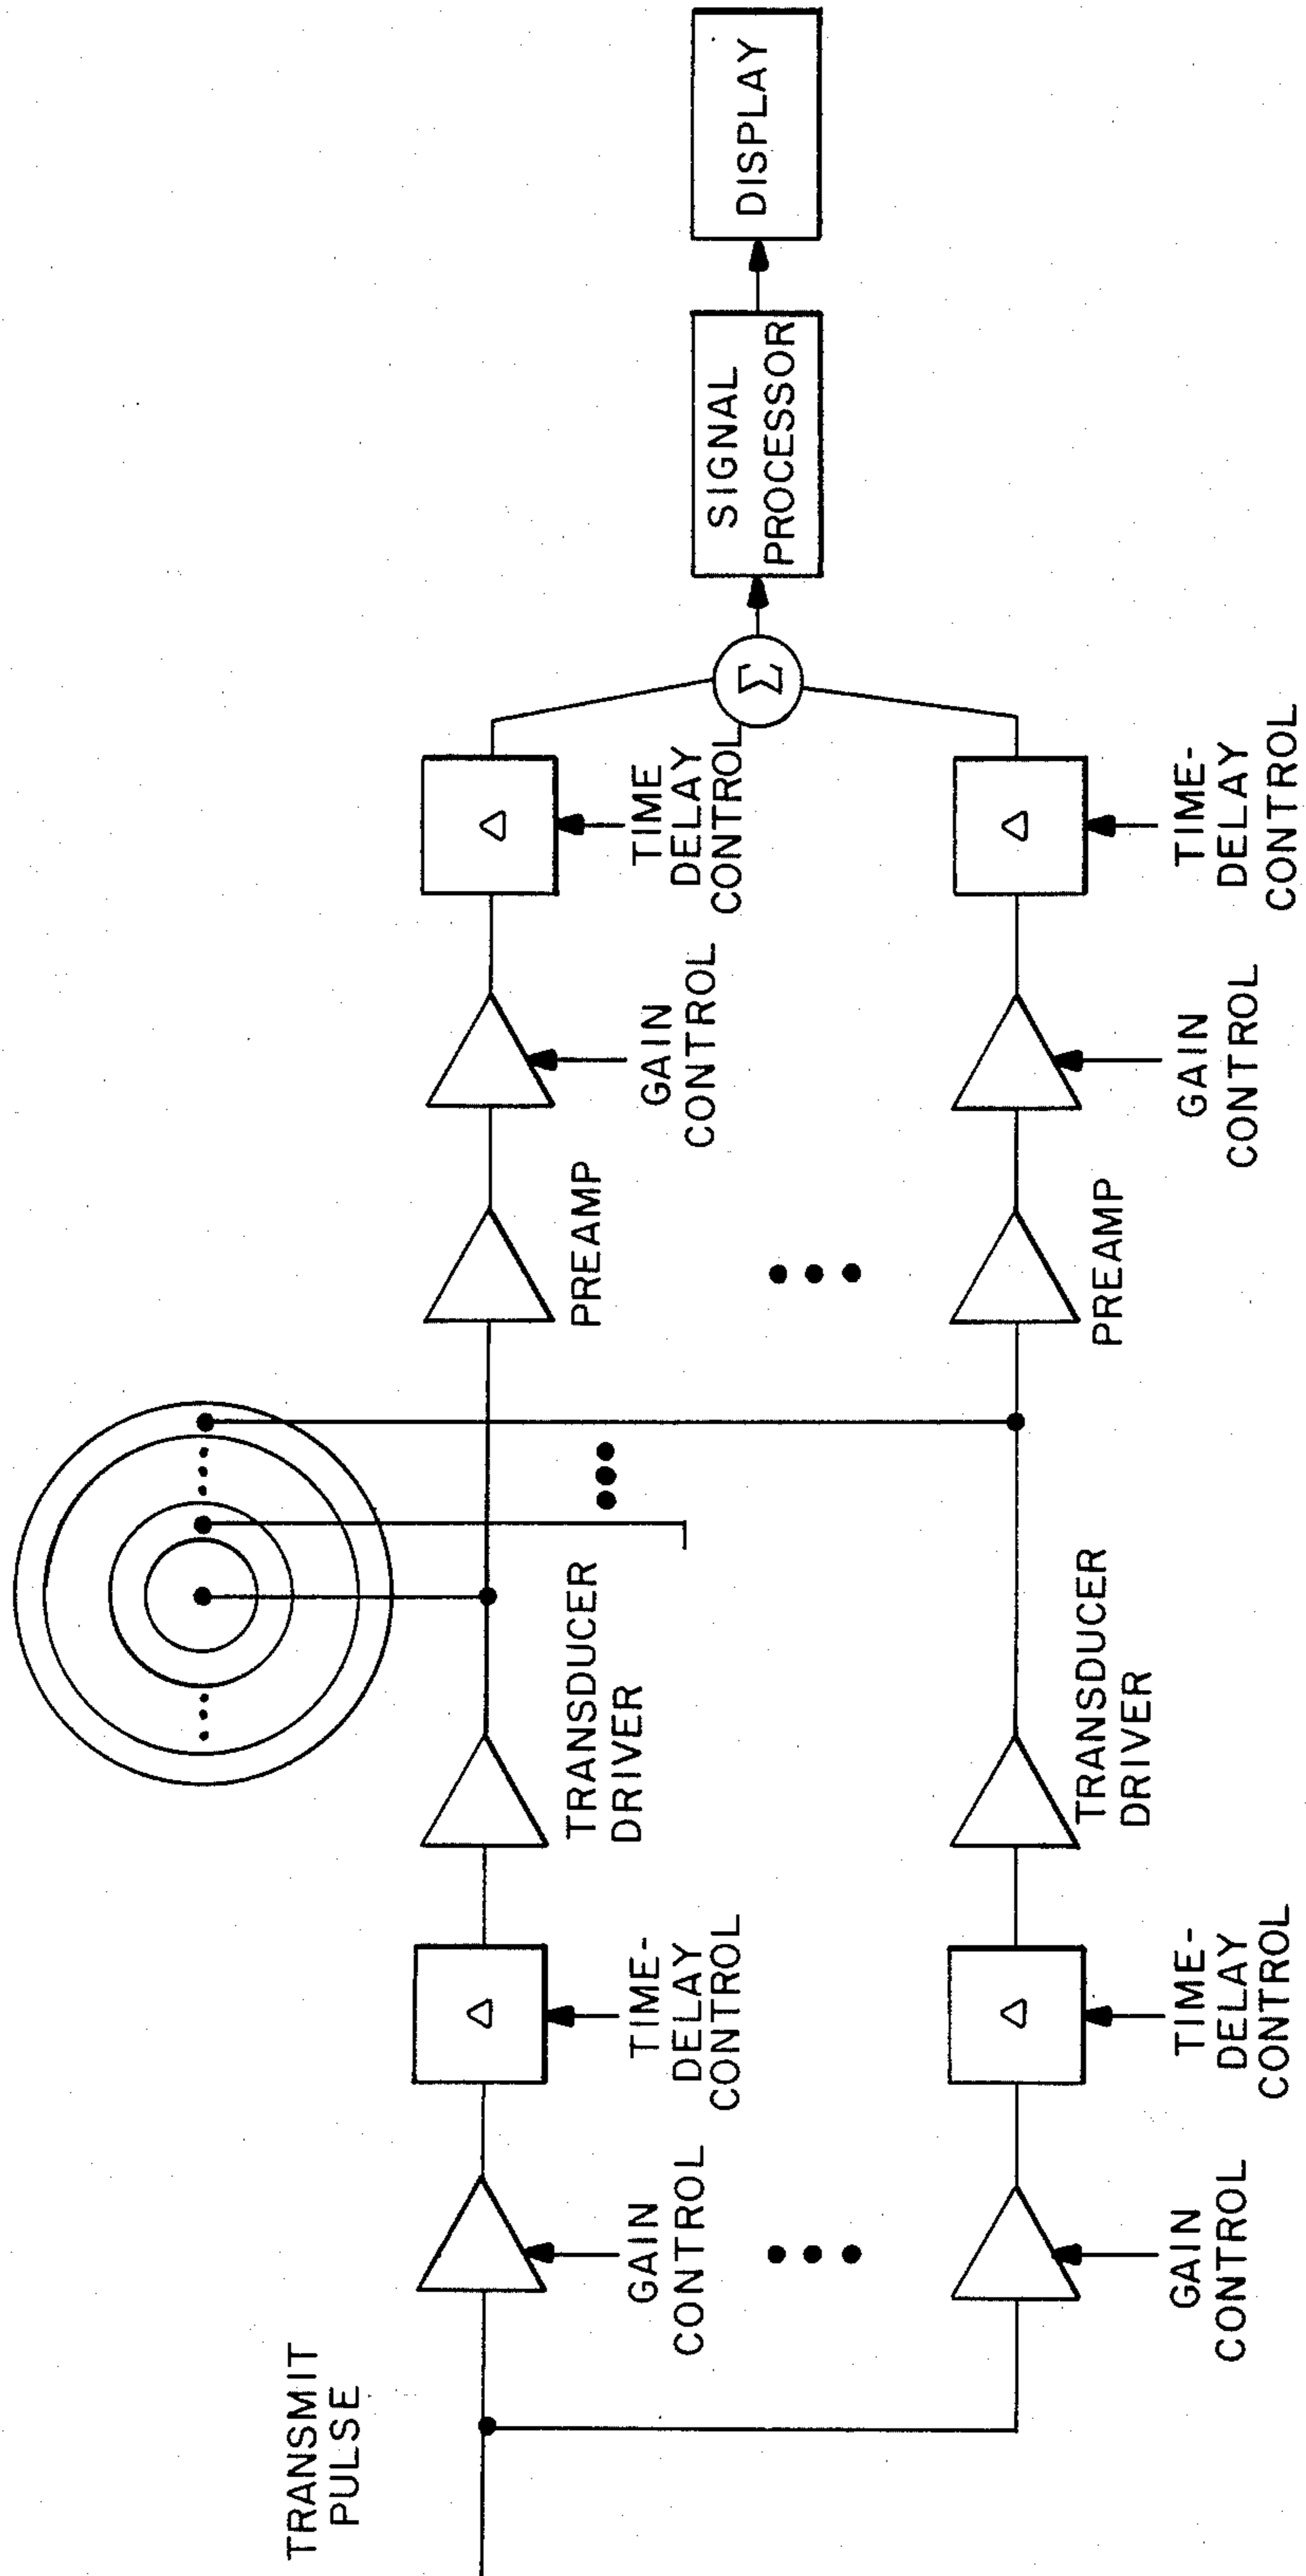 TRANSMIT
PULSE
GAIN
CONTROL
Δ
TIME-
DELAY
CONTROL
TRANSDUCER
DRIVER
PREAMP
GAIN
CONTROL
Δ
TIME
DELAY
CONTROL
Σ
SIGNAL
PROCESSOR
DISPLAY
GAIN
CONTROL
Δ
TIME-
DELAY
CONTROL
TRANSDUCER
DRIVER
PREAMP
GAIN
CONTROL
Δ
TIME-
DELAY
CONTROL